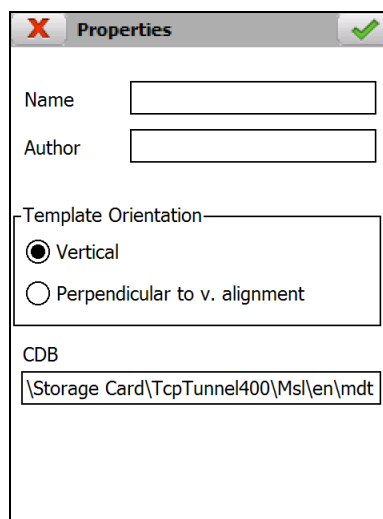 Properties
Name
Author
Template Orientation
Vertical
Perpendicular to v. alignment
CDB
\Storage Card\TcpTunnel400\Msl\en\mdt